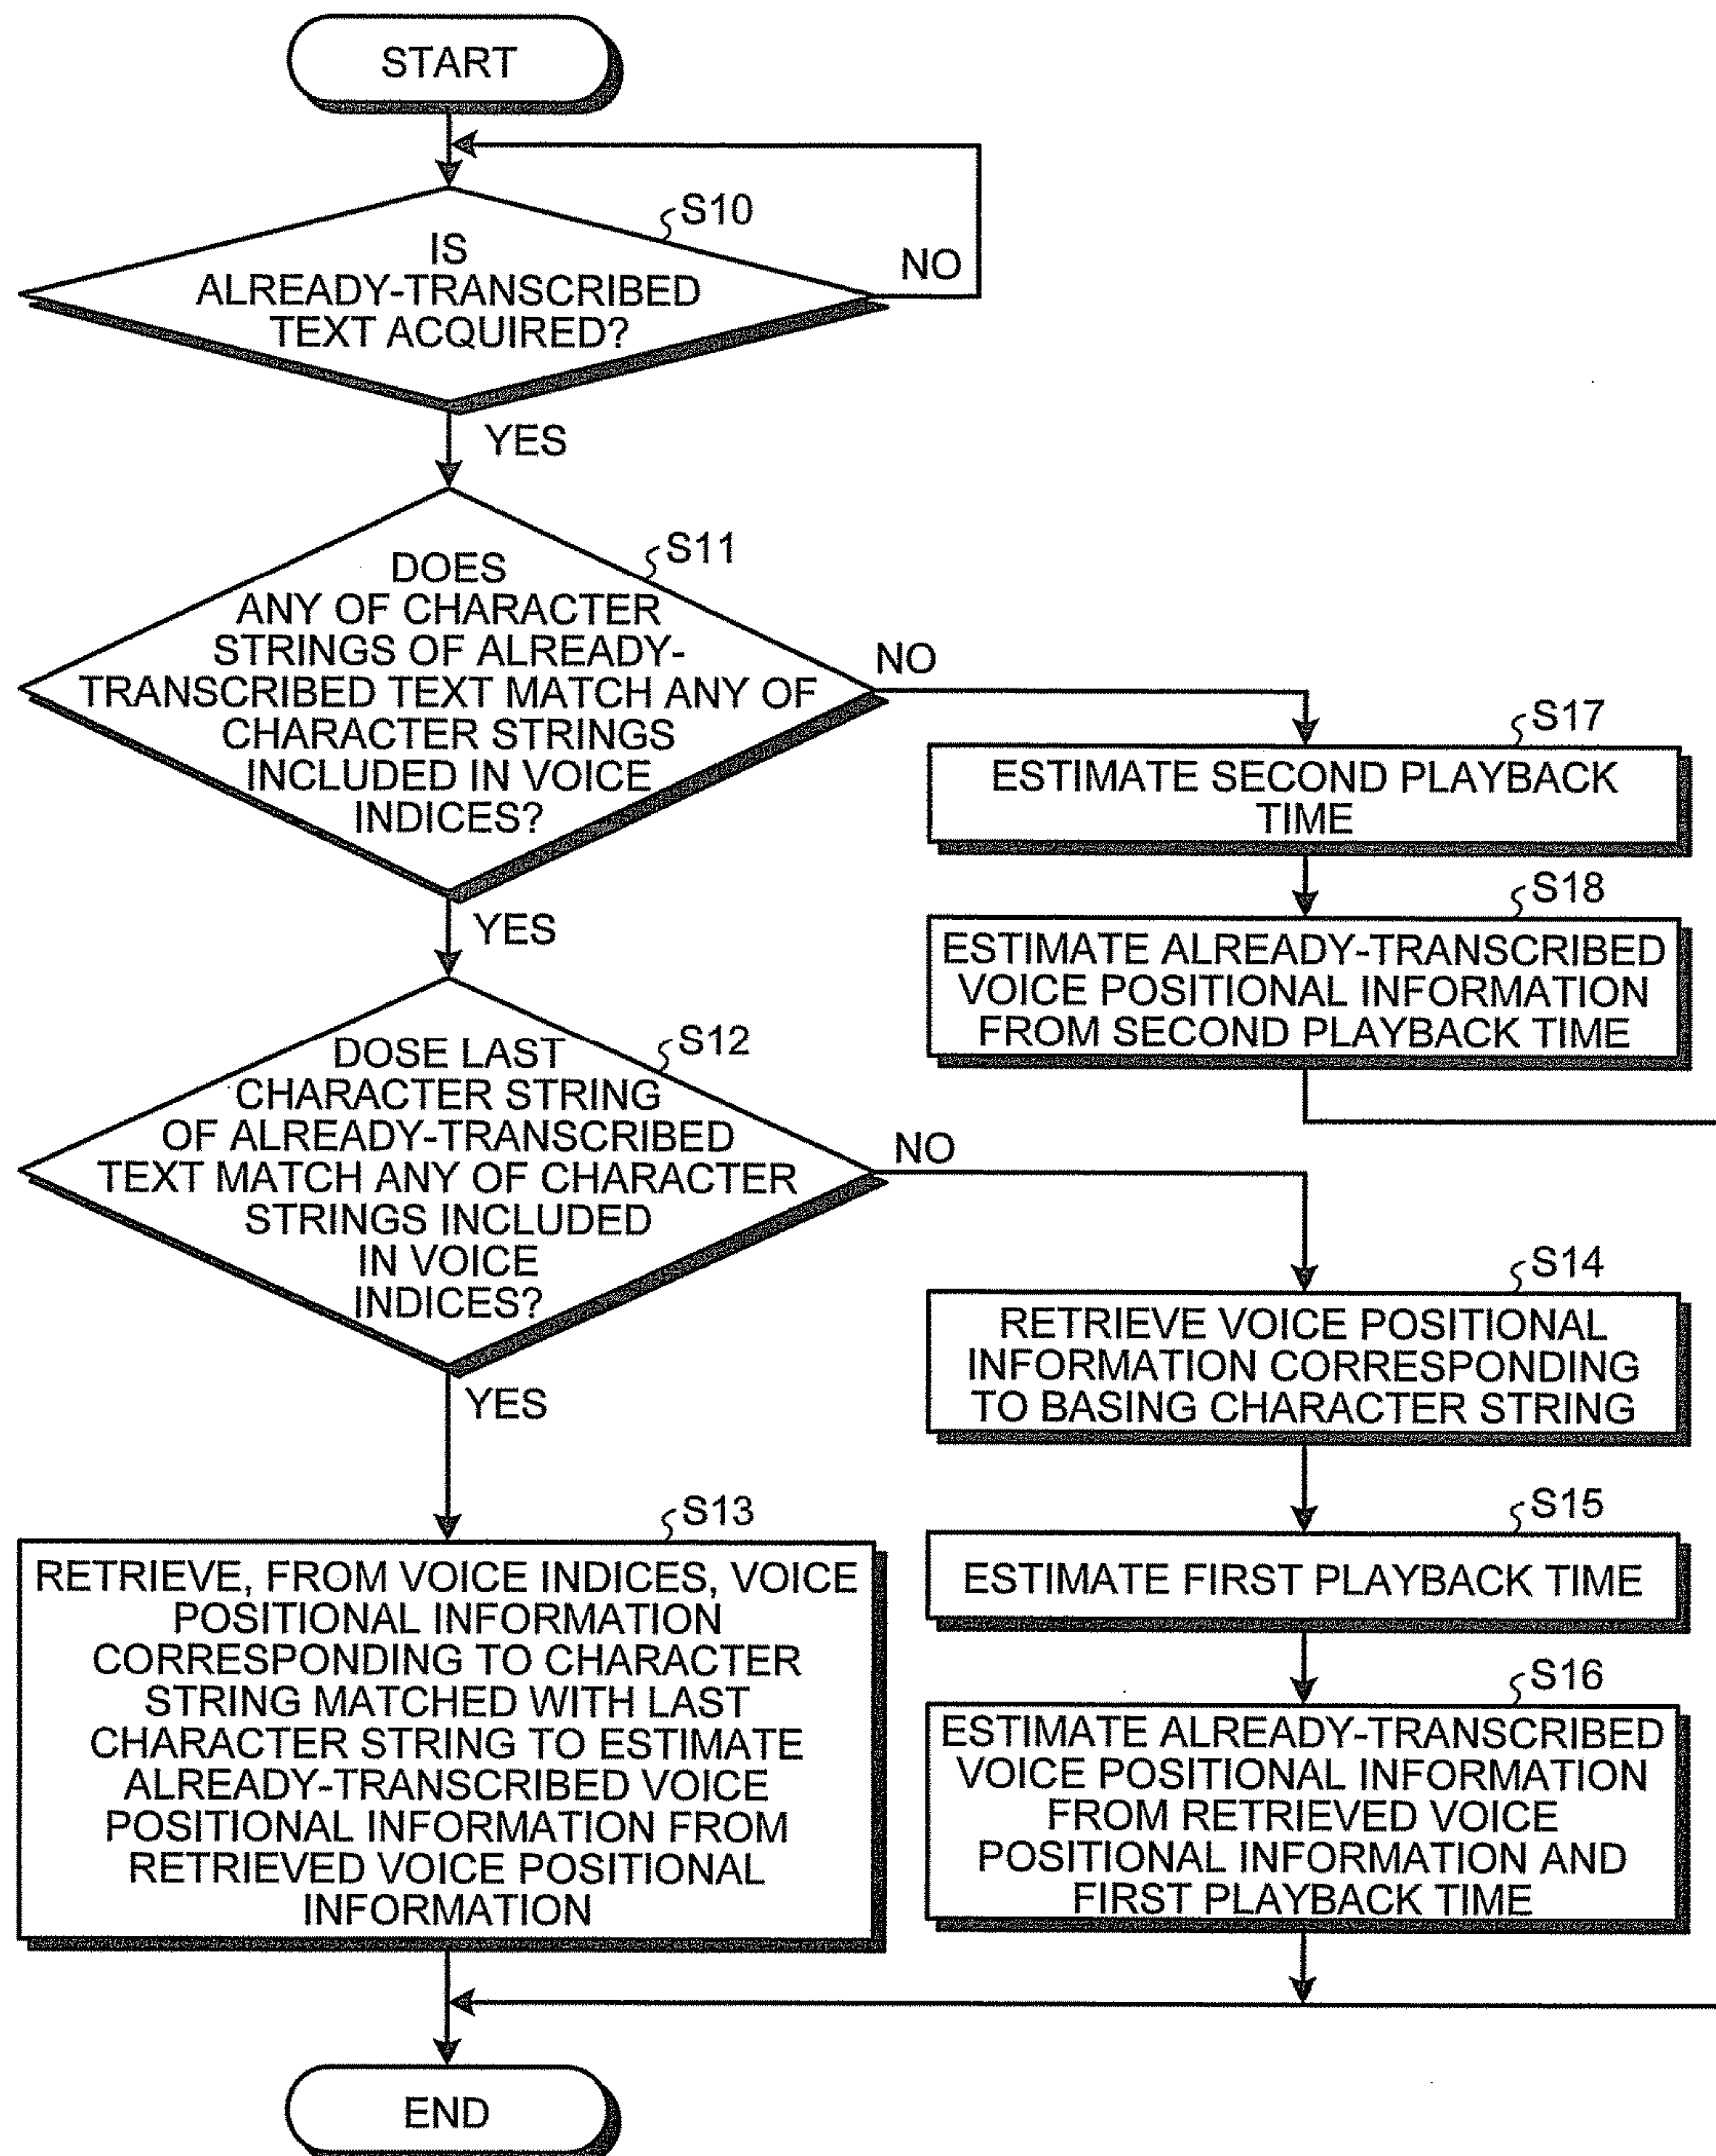 START
S10
IS
ALREADY-TRANSCRIBED
TEXT ACQUIRED?
NO
YES
S11
DOES
ANY OF CHARACTER
STRINGS OF ALREADY-
TRANSCRIBED TEXT MATCH ANY OF
CHARACTER STRINGS
INCLUDED IN VOICE
INDICES?
NO
YES
S17
ESTIMATE SECOND PLAYBACK
TIME
S18
ESTIMATE ALREADY-TRANSCRIBED
VOICE POSITIONAL INFORMATION
FROM SECOND PLAYBACK TIME
S12
DOSE LAST
CHARACTER STRING
OF ALREADY-TRANSCRIBED
TEXT MATCH ANY OF CHARACTER
STRINGS INCLUDED
IN VOICE
INDICES?
NO
YES
S14
RETRIEVE VOICE POSITIONAL
INFORMATION CORRESPONDING
TO BASING CHARACTER STRING
S15
ESTIMATE FIRST PLAYBACK TIME
S16
ESTIMATE ALREADY-TRANSCRIBED
VOICE POSITIONAL INFORMATION
FROM RETRIEVED VOICE
POSITIONAL INFORMATION AND
FIRST PLAYBACK TIME
S13
RETRIEVE, FROM VOICE INDICES, VOICE
POSITIONAL INFORMATION
CORRESPONDING TO CHARACTER
STRING MATCHED WITH LAST
CHARACTER STRING TO ESTIMATE
ALREADY-TRANSCRIBED VOICE
POSITIONAL INFORMATION FROM
RETRIEVED VOICE POSITIONAL
INFORMATION
END